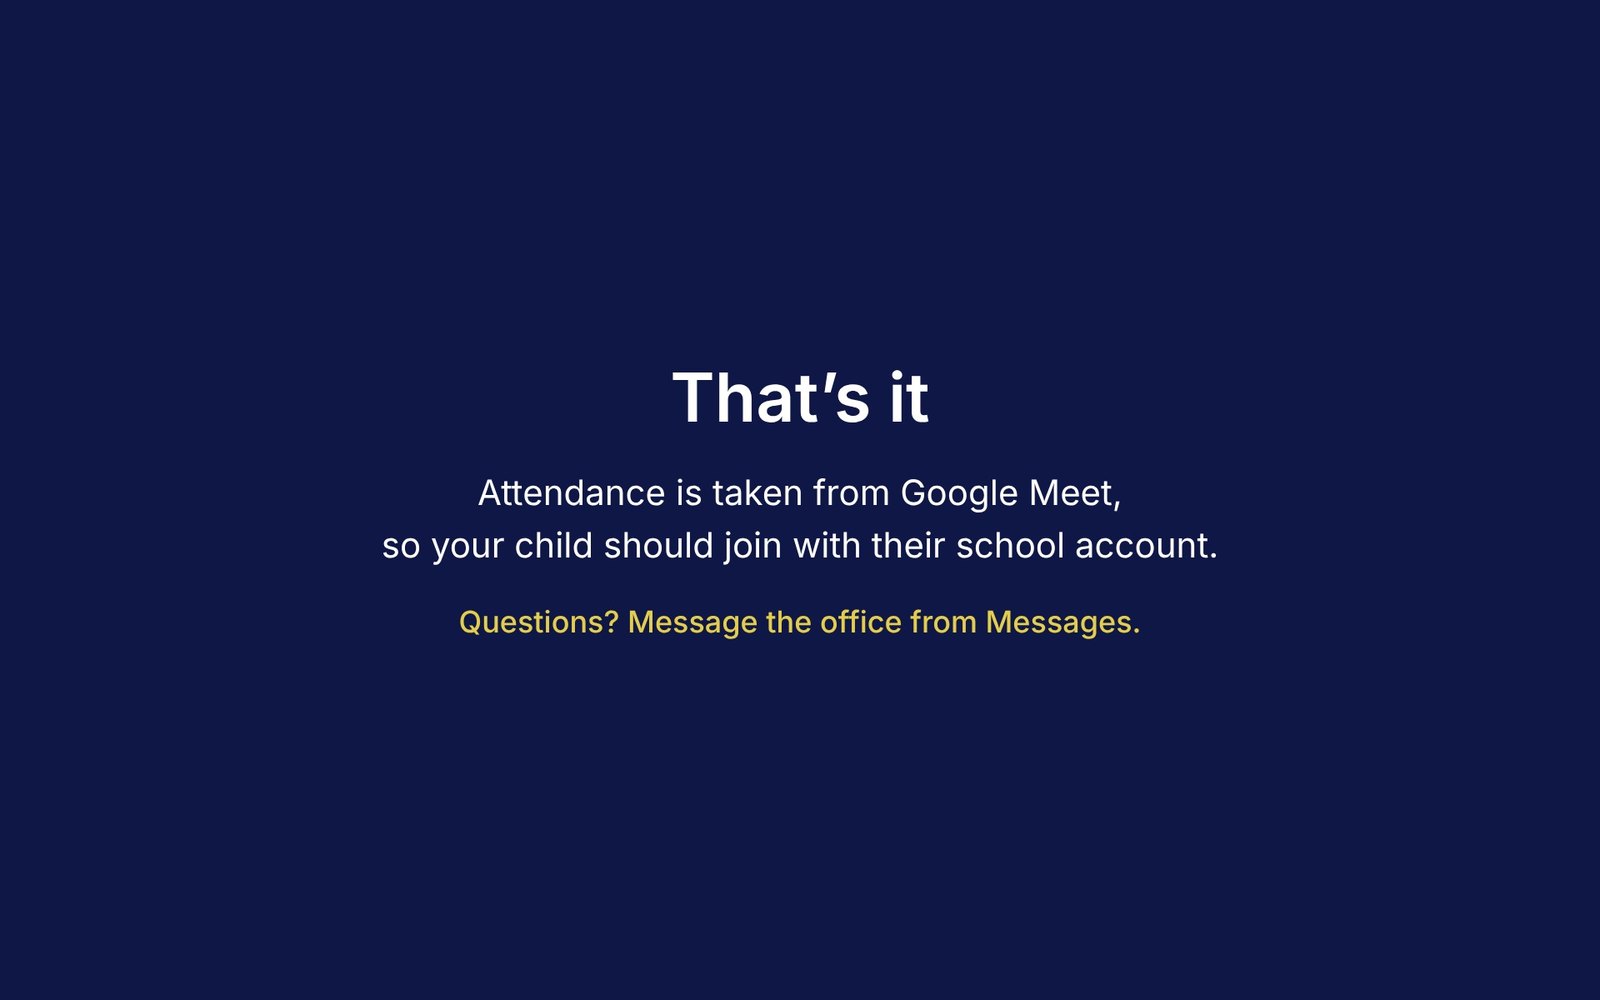 That’s it
Attendance is taken from Google Meet,
so your child should join with their school account.
Questions? Message the office from Messages.